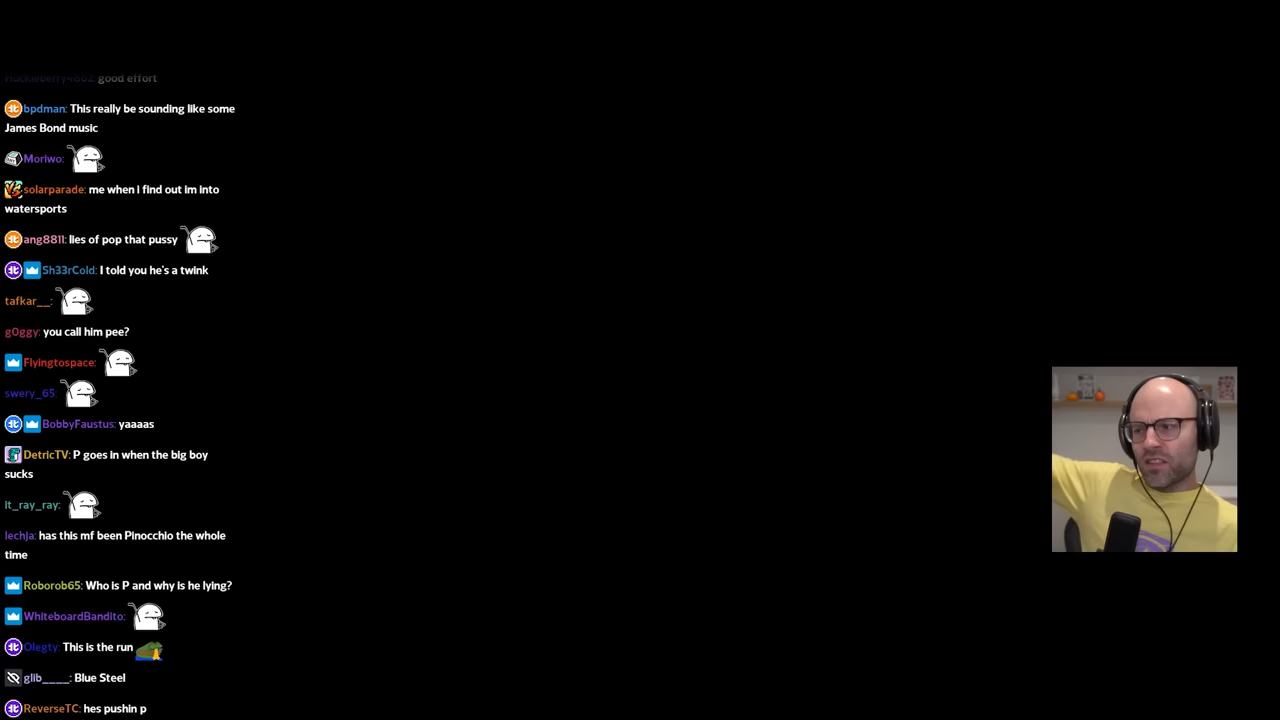 Huckleberry4862: good effort
bpdman: This really be sounding like some
James Bond music
Moriwo:
solarparade: me when i find out im into
watersports
ang8811: lies of pop that pussy
Sh33rCold: I told you he's a twink
tafkar__:
g0ggy: you call him pee?
Flyingtospace:
swery_65:
BobbyFaustus: yaaaas
DetricTV: P goes in when the big boy
sucks
lt_ray_ray:
lechja: has this mf been Pinocchio the whole
time
Roborob65: Who is P and why is he lying?
WhiteboardBandito:
Olegty: This is the run
glib____: Blue Steel
ReverseTC: hes pushin p